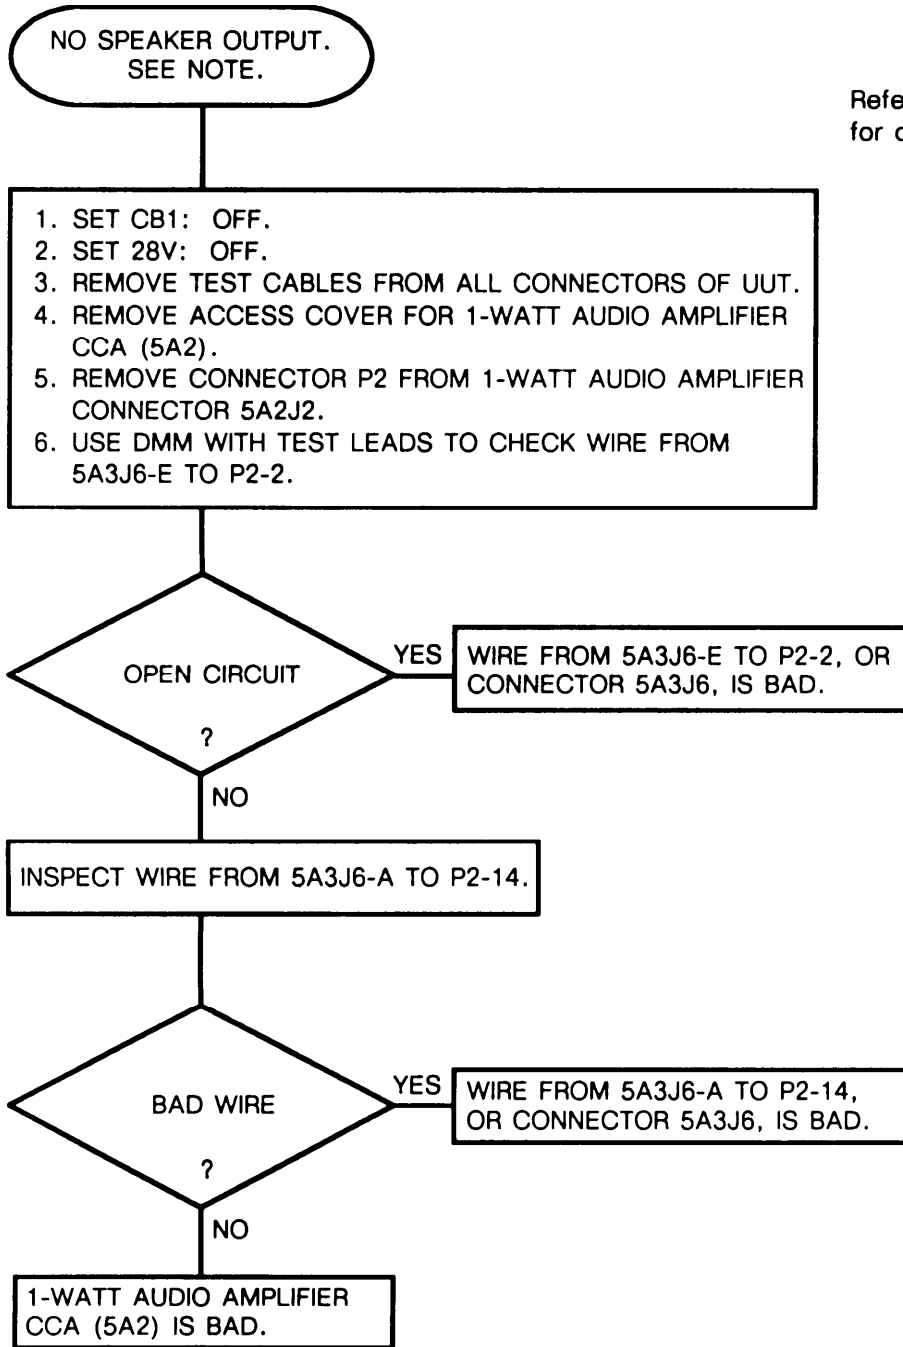 NO SPEAKER OUTPUT.
SEE NOTE.
Refe
for
1. SET CB1: OFF.
2. SET 28V: OFF.
3. REMOVE TEST CABLES FROM ALL CONNECTORS OF UUT.
4. REMOVE ACCESS COVER FOR 1-WATT AUDIO AMPLIFIER
CCA (5A2).
5. REMOVE CONNECTOR P2 FROM 1-WATT AUDIO AMPLIFIER
CONNECTOR 5A2J2.
6. USE DMM WITH TEST LEADS TO CHECK WIRE FROM
5A3J6-E TO P2-2.
OPEN CIRCUIT
?
YES
WIRE FROM 5A3J6-E TO P2-2, OR
CONNECTOR 5A3J6, IS BAD.
NO
INSPECT WIRE FROM 5A3J6-A TO P2-14.
BAD WIRE
?
YES
WIRE FROM 5A3J6-A TO P2-14,
OR CONNECTOR 5A3J6, IS BAD.
NO
1-WATT AUDIO AMPLIFIER
CCA (5A2) IS BAD.